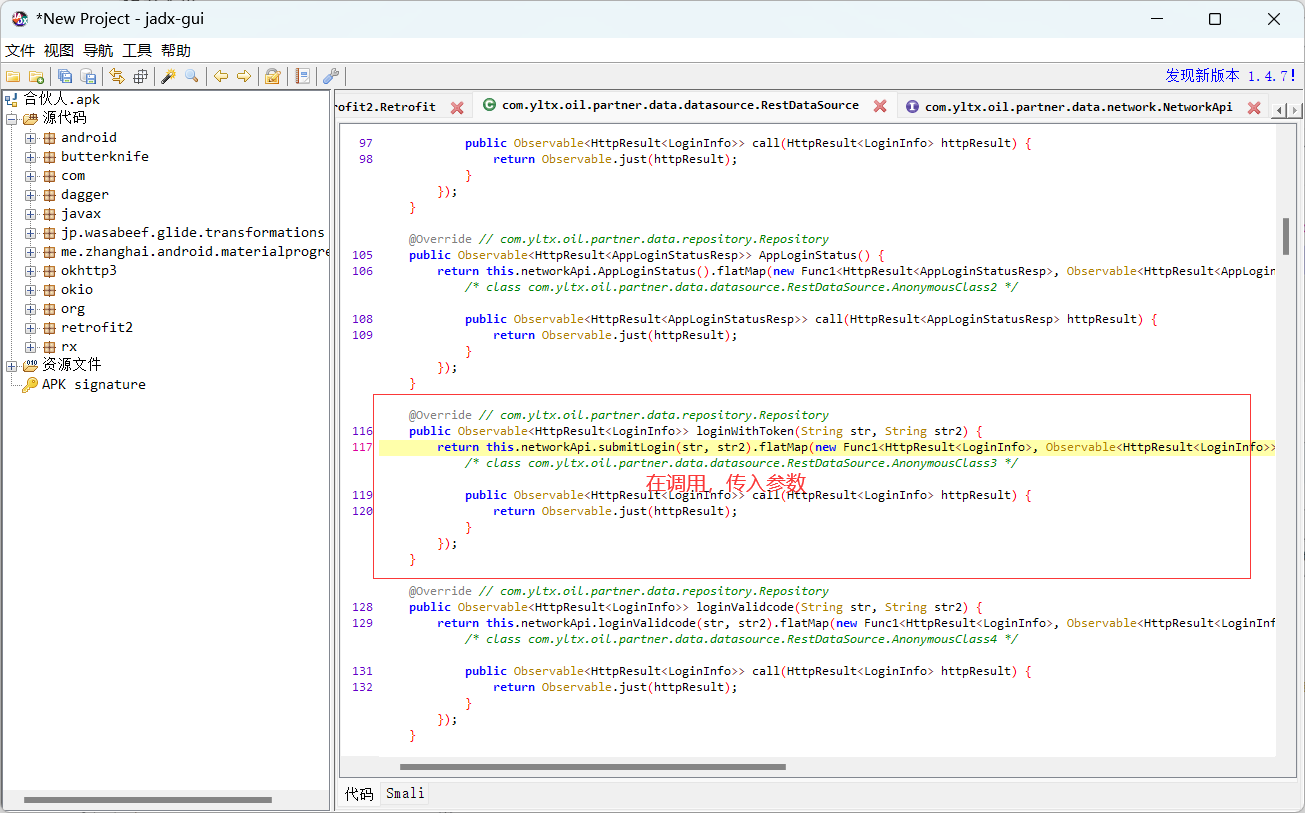 *New Project - jadx-gui
文件 视图 导航 工具 帮助
发现新版本 1.4.7!
合伙人.apk
源代码
android
butterknife
com
dagger
javax
jp.wasabeef.glide.transformations
me.zhanghai.android.materialprogre
okhttp3
okio
org
retrofit2
rx
资源文件
APK signature
rofit2.Retrofit com.yltx.oil.partner.data.datasource.RestDataSource com.yltx.oil.partner.data.network.NetworkApi
97 public Observable<HttpResult<LoginInfo>> call(HttpResult<LoginInfo> httpResult) {
98 return Observable.just(httpResult);
}
});
}
@Override // com.yltx.oil.partner.data.repository.Repository
105 public Observable<HttpResult<AppLoginStatusResp>> AppLoginStatus() {
106 return this.networkApi.AppLoginStatus().flatMap(new Func1<HttpResult<AppLoginStatusResp>, Observable<HttpResult<AppLogin
/* class com.yltx.oil.partner.data.datasource.RestDataSource.AnonymousClass2 */
108 public Observable<HttpResult<AppLoginStatusResp>> call(HttpResult<AppLoginStatusResp> httpResult) {
109 return Observable.just(httpResult);
}
});
}
@Override // com.yltx.oil.partner.data.repository.Repository
116 public Observable<HttpResult<LoginInfo>> loginWithToken(String str, String str2) {
117 return this.networkApi.submitLogin(str, str2).flatMap(new Func1<HttpResult<LoginInfo>, Observable<HttpResult<LoginInfo>>
/* class com.yltx.oil.partner.data.datasource.RestDataSource.AnonymousClass3 */
在调用，传入参数
119 public Observable<HttpResult<LoginInfo>> call(HttpResult<LoginInfo> httpResult) {
120 return Observable.just(httpResult);
}
});
}
@Override // com.yltx.oil.partner.data.repository.Repository
128 public Observable<HttpResult<LoginInfo>> loginValidcode(String str, String str2) {
129 return this.networkApi.loginValidcode(str, str2).flatMap(new Func1<HttpResult<LoginInfo>, Observable<HttpResult<LoginInf
/* class com.yltx.oil.partner.data.datasource.RestDataSource.AnonymousClass4 */
131 public Observable<HttpResult<LoginInfo>> call(HttpResult<LoginInfo> httpResult) {
132 return Observable.just(httpResult);
}
});
}
代码 Smali